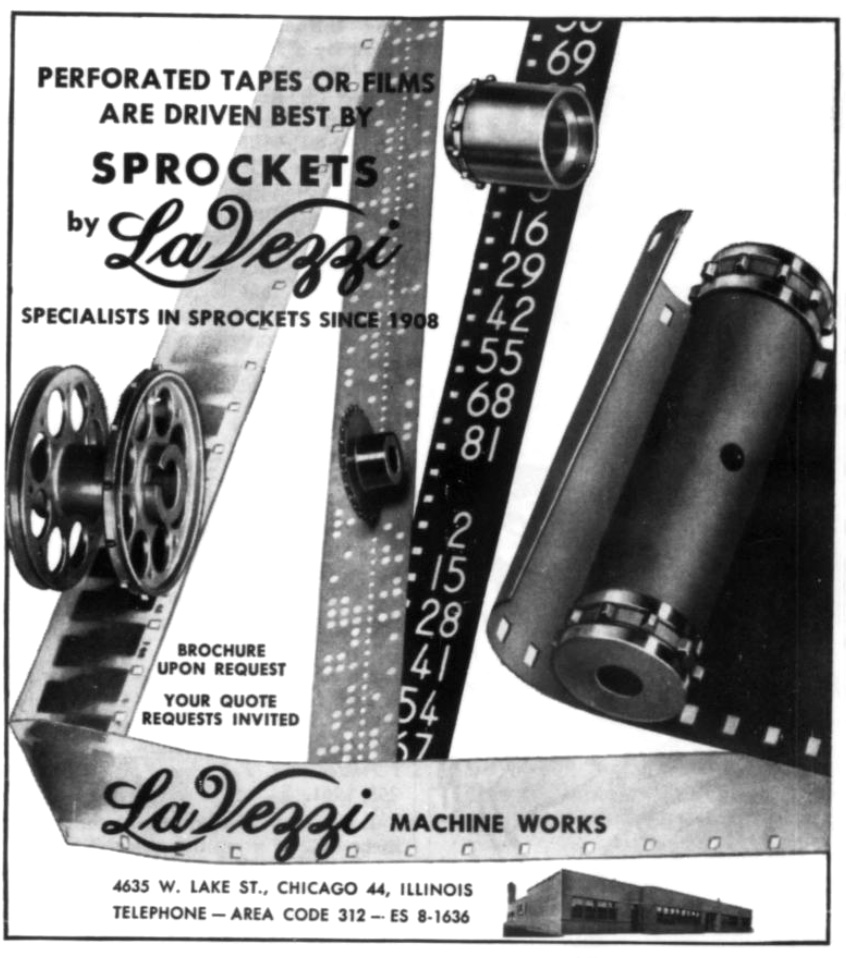 PERFORATED TAPES OR FILMS
ARE DRIVEN BEST BY
SPROCKETS
by LaVezzi
SPECIALISTS IN SPROCKETS SINCE 1908
69
16
29
42
55
68
81
2
15
28
41
54
67
BROCHURE
UPON REQUEST
YOUR QUOTE
REQUESTS INVITED
LaVezzi MACHINE WORKS
4635 W. LAKE ST., CHICAGO 44, ILLINOIS
TELEPHONE — AREA CODE 312 — ES 8-1636